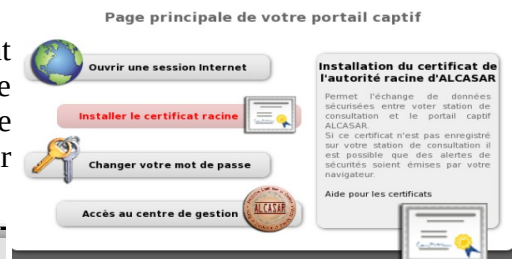 Page principale de votre portail captif
Ouvrir une session Internet
Installer le certificat racine
Changer votre mot de passe
Accès au centre de gestion
ALCASAR
Installation du certificat de
l'autorité racine d'ALCASAR
Permet l'échange de données
sécurisées entre voter station de
consultation et le portail captif
ALCASAR.
Si ce certificat n'est pas enregistré
sur votre station de consultation il
est possible que des alertes de
sécurités soient émises par votre
navigateur.
Aide pour les certificats